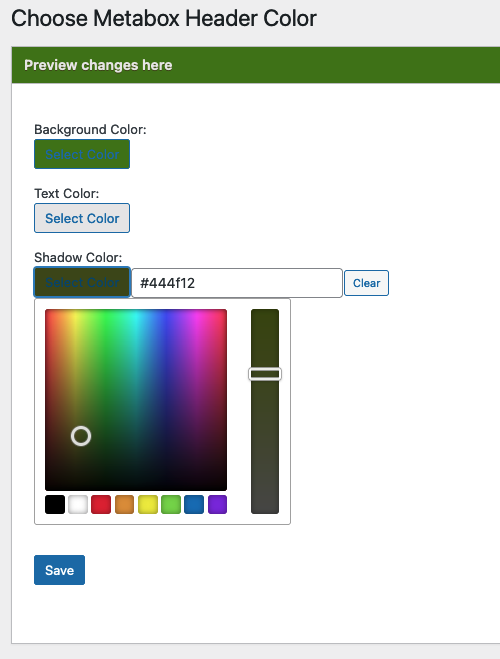 Choose Metabox Header Color
Preview changes here
Background Color:
Select Color
Text Color:
Select Color
Shadow Color:
Select Color
#444f12
Clear
Save